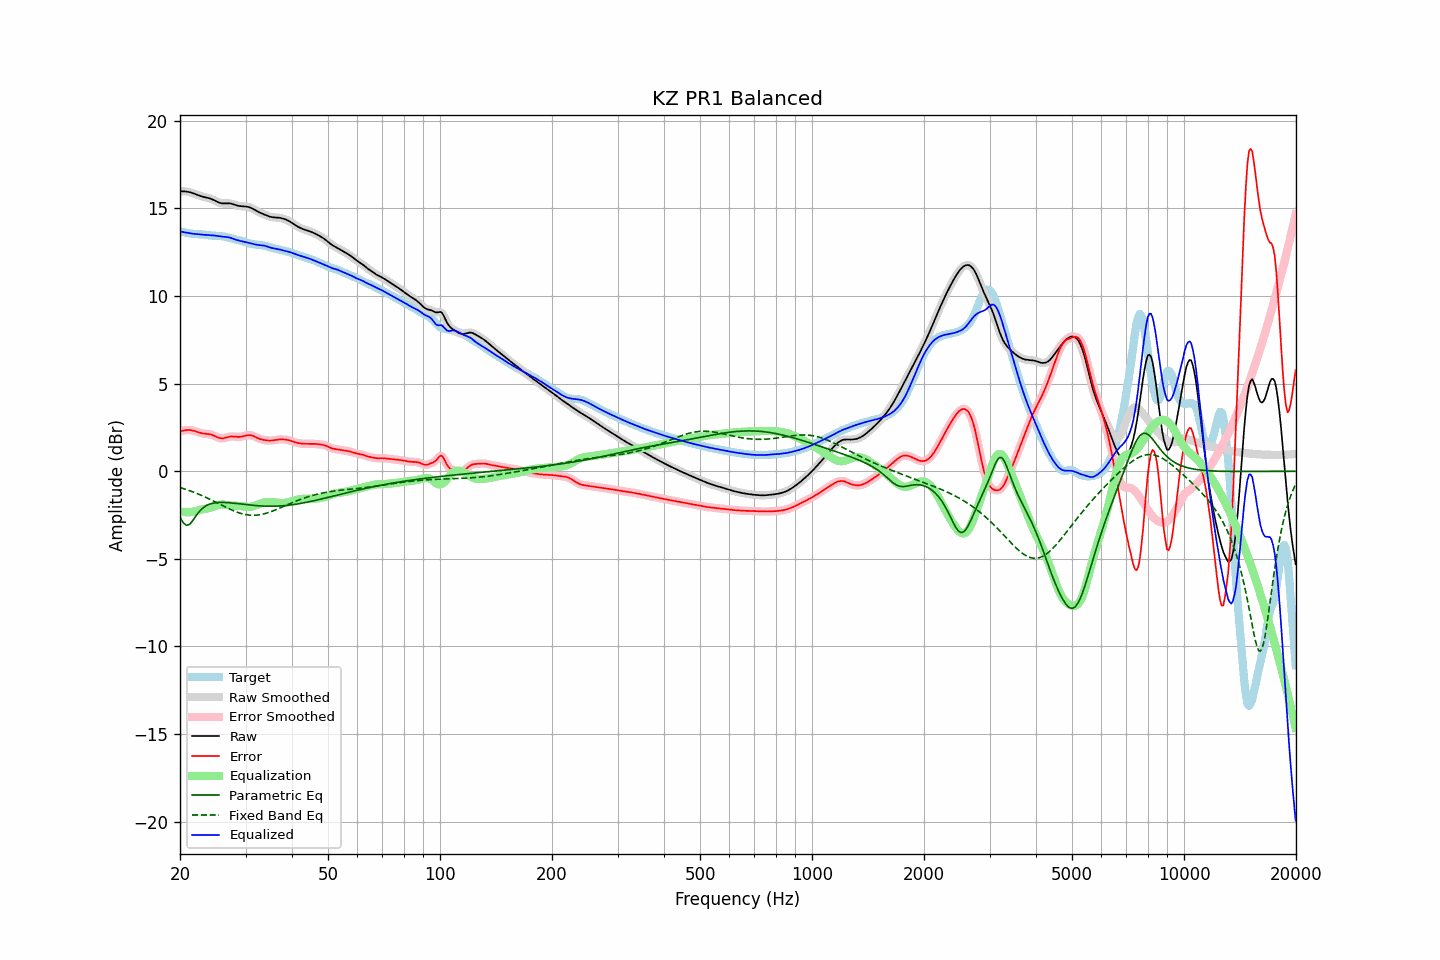 KZ PR1 Balanced
Amplitude (dBr)
20
15
10
5
0
−5
−10
−15
−20
Target
Raw Smoothed
Error Smoothed
Raw
Error
Equalization
Parametric Eq
Fixed Band Eq
Equalized
20 50 100 200 500 1000 2000 5000 10000 20000
Frequency (Hz)